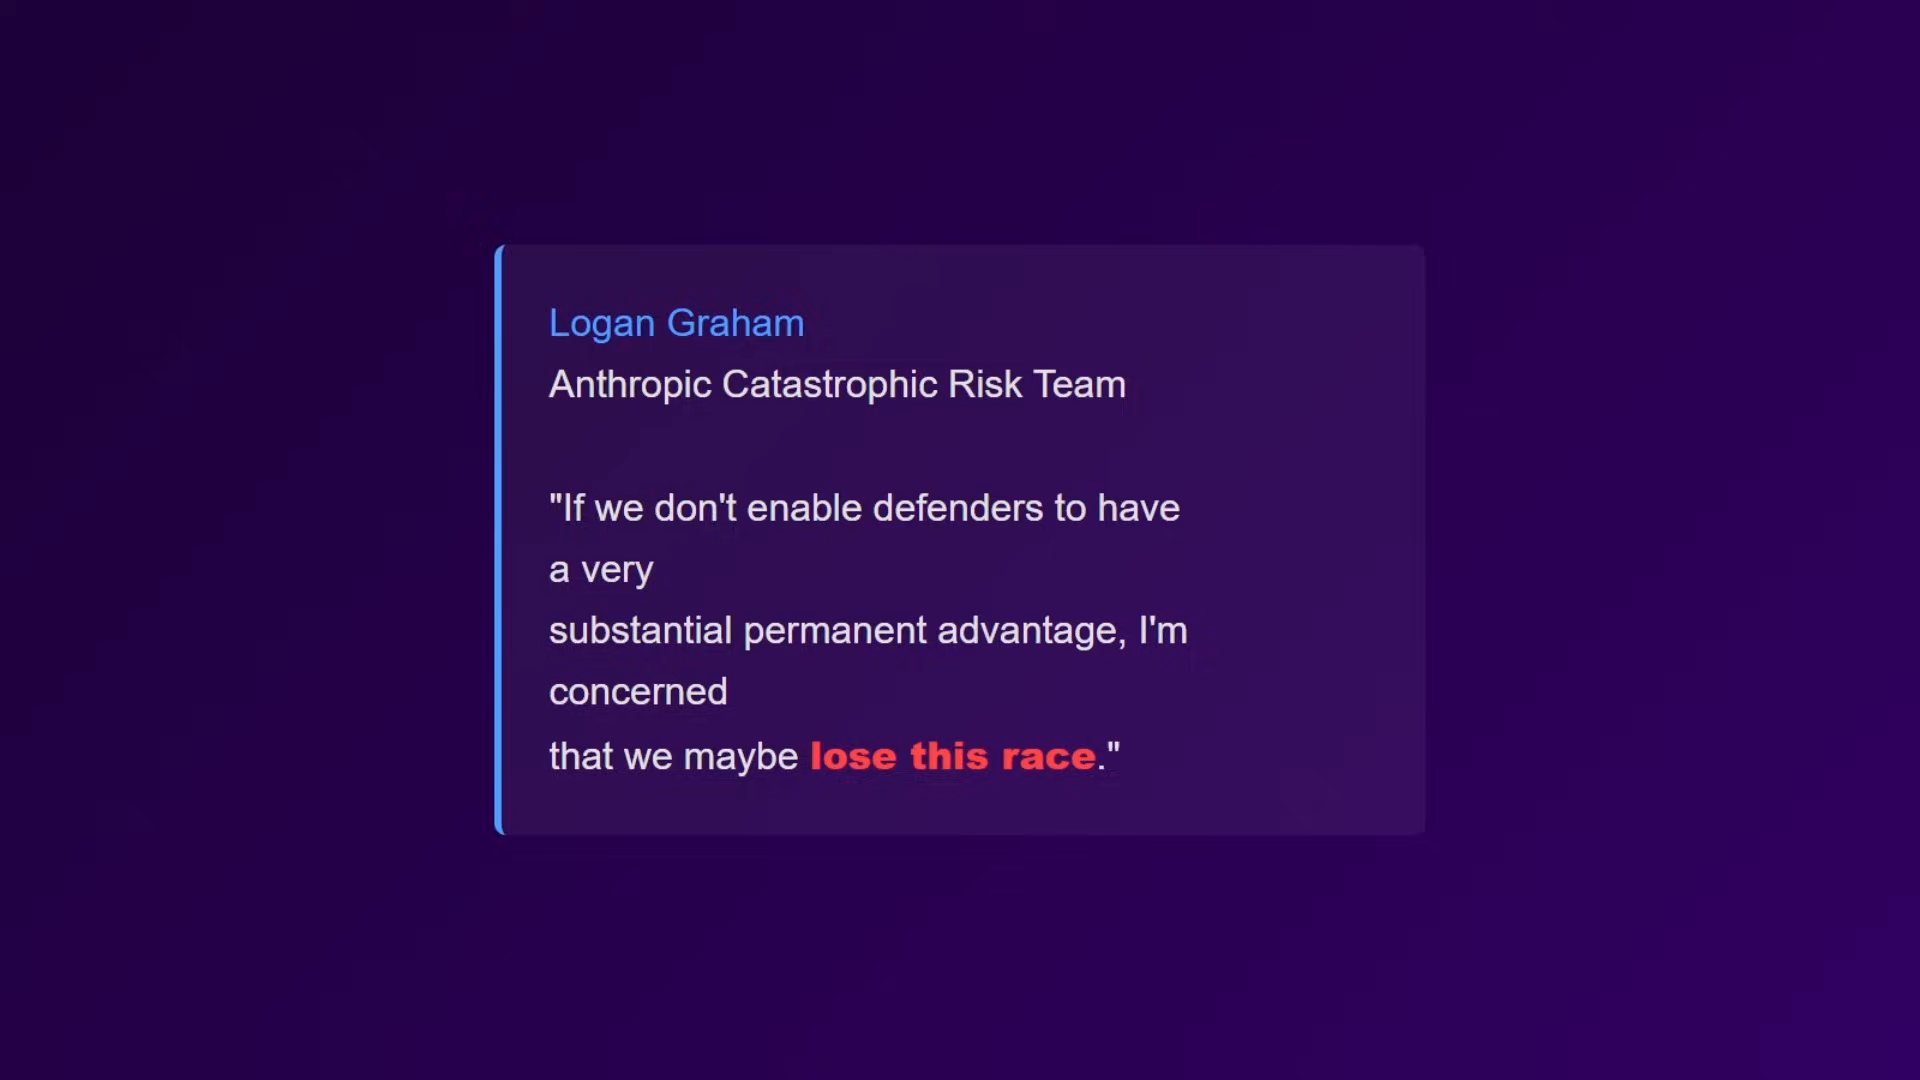 Logan Graham
Anthropic Catastrophic Risk Team
"If we don't enable defenders to have
a very
substantial permanent advantage, I'm
concerned
that we maybe lose this race."